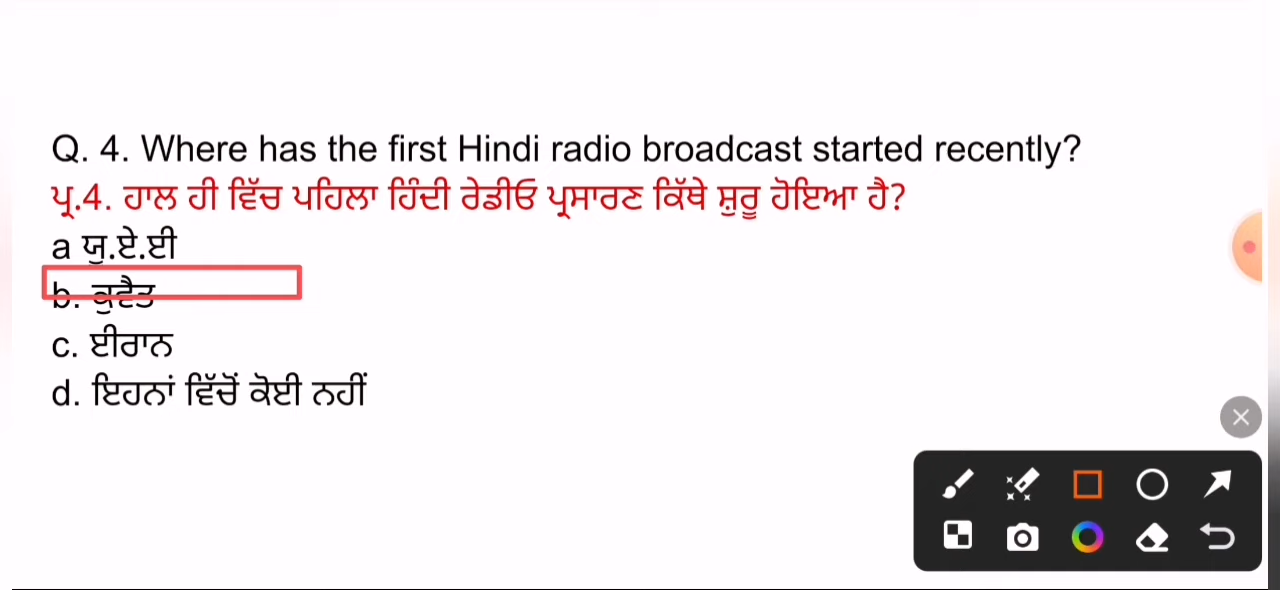 Q. 4. Where has the first Hindi radio broadcast started recently?
ਪ੍ਰ.4. ਹਾਲ ਹੀ ਵਿੱਚ ਪਹਿਲਾ ਹਿੰਦੀ ਰੇਡੀਓ ਪ੍ਰਸਾਰਣ ਕਿੱਥੇ ਸ਼ੁਰੂ ਹੋਇਆ ਹੈ?
a ਯੁ.ਏ.ਈ
b. ਕੁਵੈਤ
c. ਈਰਾਨ
d. ਇਹਨਾਂ ਵਿੱਚੋਂ ਕੋਈ ਨਹੀਂ